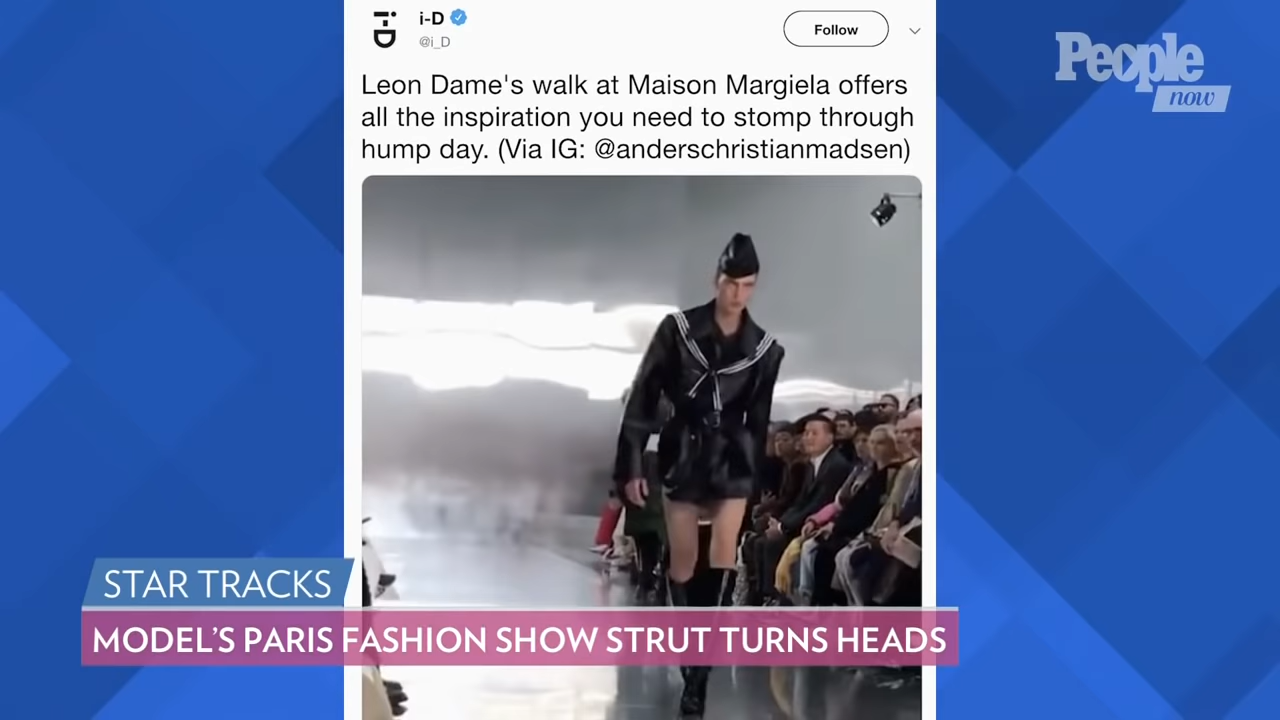 i-D
@i_D
Follow
Leon Dame's walk at Maison Margiela offers
all the inspiration you need to stomp through
hump day. (Via IG: @anderschristianmadsen)
People
now
STAR TRACKS
MODEL'S PARIS FASHION SHOW STRUT TURNS HEADS